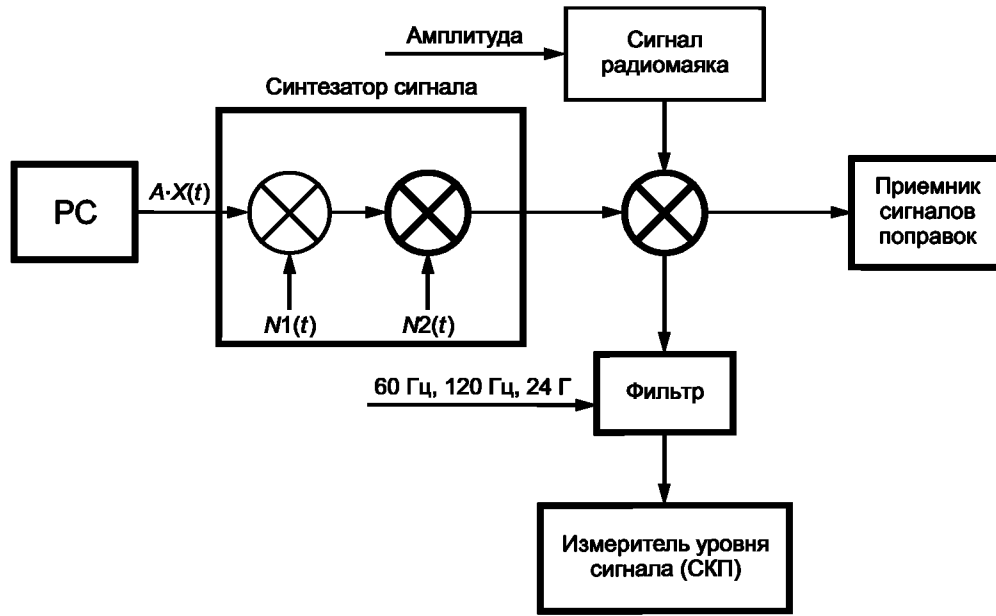 Амплитуда
Сигнал
радиомаяка
Синтезатор сигнала
PC
A·X(t)
N1(t)
N2(t)
Приемник
сигналов
поправок
60 Гц, 120 Гц, 24 Г
Фильтр
Измеритель уровня
сигнала (СКП)